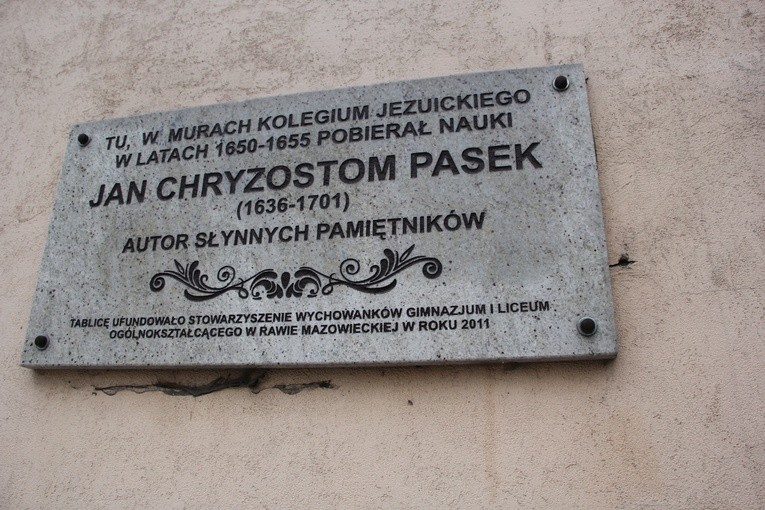 TU, W MURACH KOLEGIUM JEZUICKIEGO
W LATACH 1650-1655 POBIERAŁ NAUKI
JAN CHRYZOSTOM PASEK
(1636-1701)
AUTOR SŁYNNYCH PAMIĘTNIKÓW
TABLICĘ UFUNDOWAŁO STOWARZYSZENIE WYCHOWANKÓW GIMNAZJUM I LICEUM
OGÓLNOKSZTAŁCĄCEGO W RAWIE MAZOWIECKIEJ W ROKU 2011